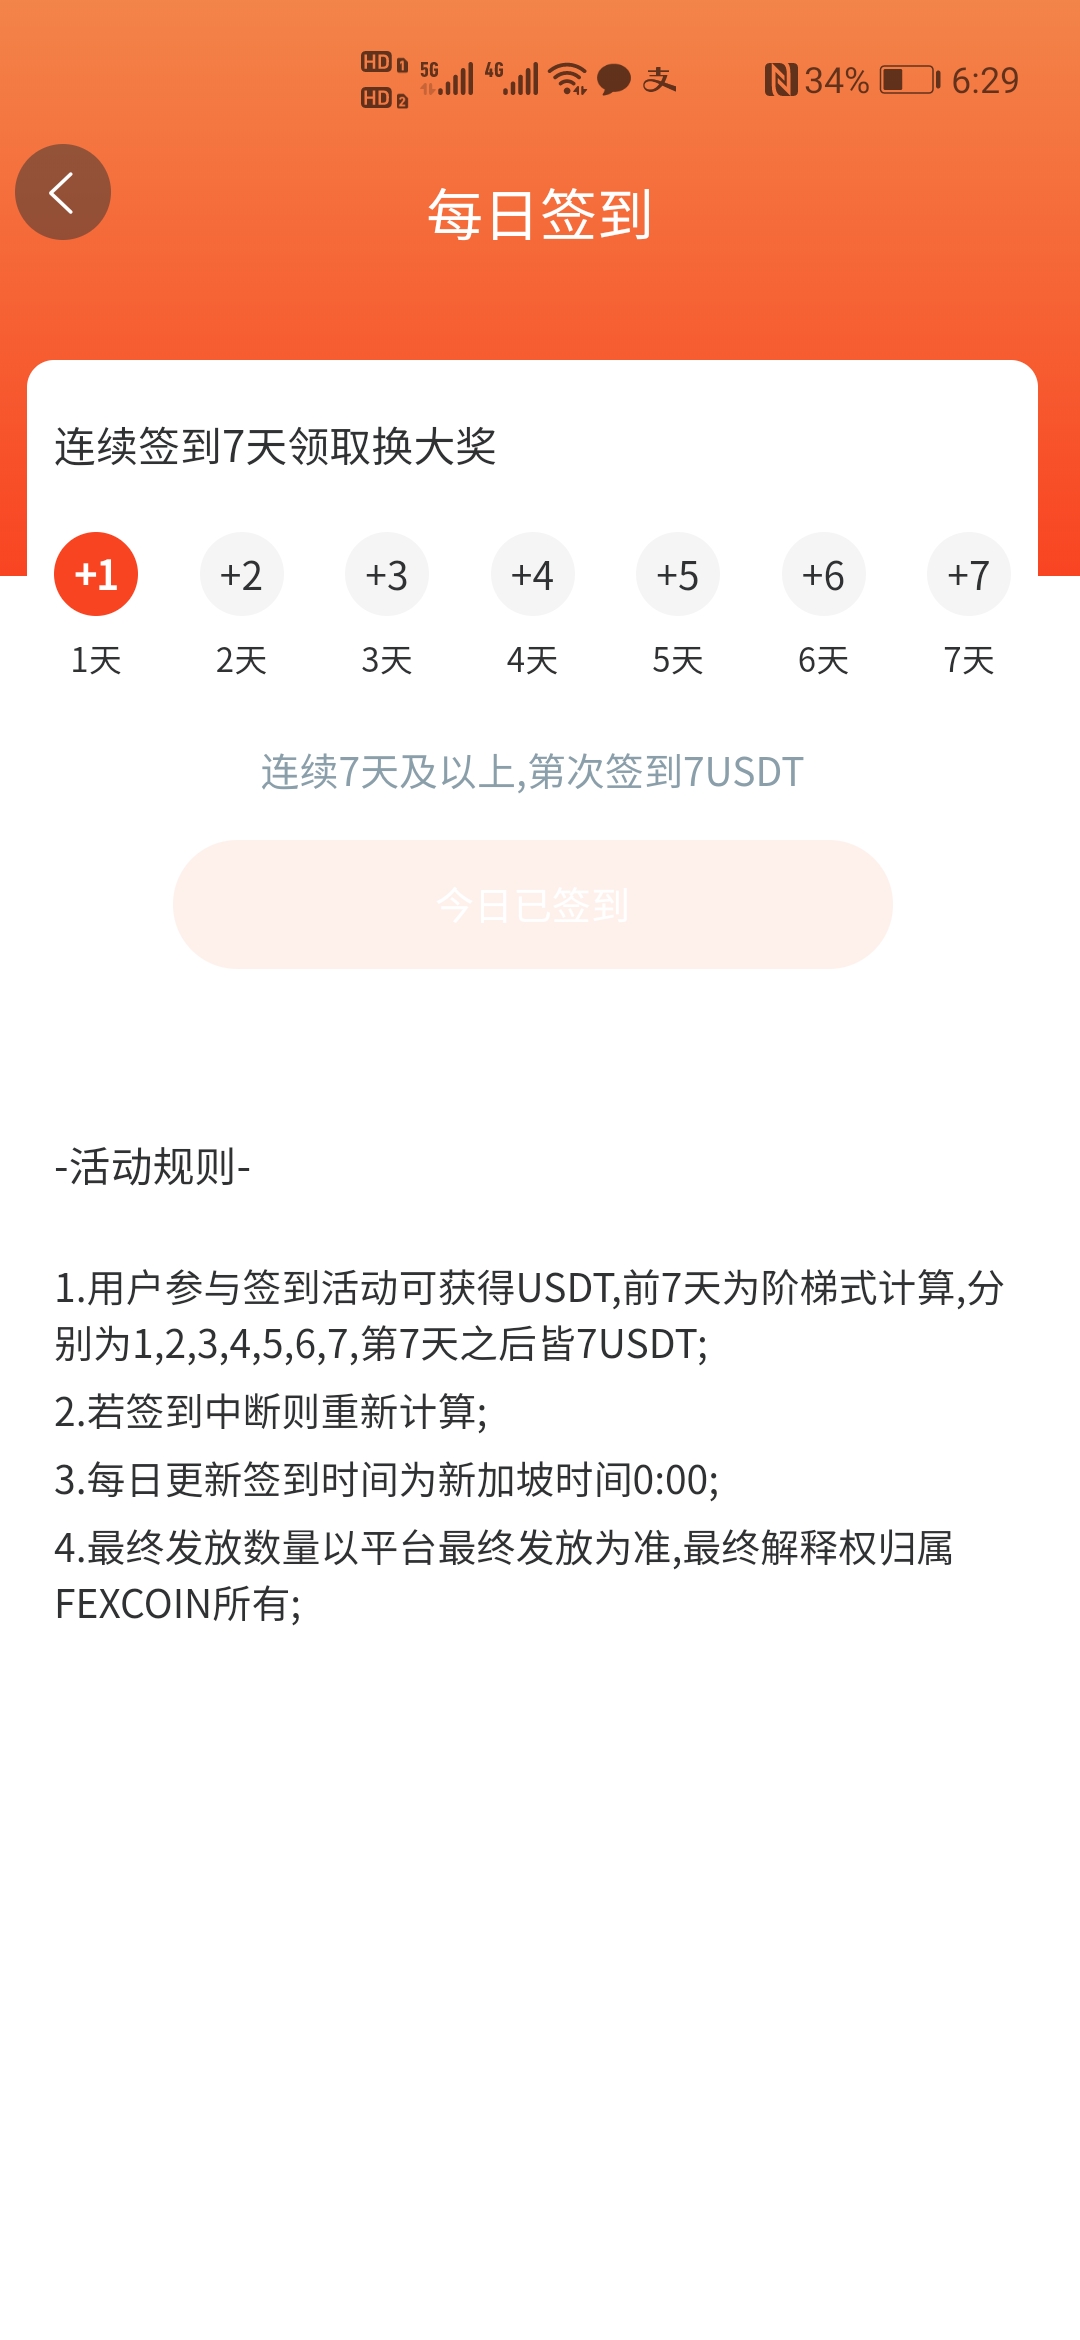 HD 1 5G 4G 支 34% 6:29
HD 2
每日签到
连续签到7天领取换大奖
+1 +2 +3 +4 +5 +6 +7
1天 2天 3天 4天 5天 6天 7天
连续7天及以上,第次签到7USDT
今日已签到
-活动规则-
1.用户参与签到活动可获得USDT,前7天为阶梯式计算,分
别为1,2,3,4,5,6,7,第7天之后皆7USDT;
2.若签到中断则重新计算;
3.每日更新签到时间为新加坡时间0:00;
4.最终发放数量以平台最终发放为准,最终解释权归属
FEXCOIN所有;